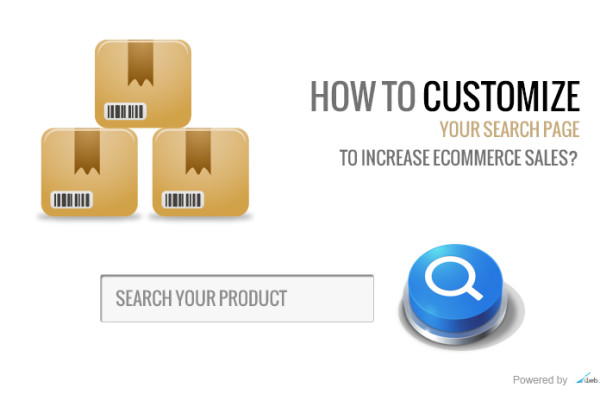 HOW TO CUSTOMIZE
YOUR SEARCH PAGE
TO INCREASE ECOMMERCE SALES?
SEARCH YOUR PRODUCT
Powered by